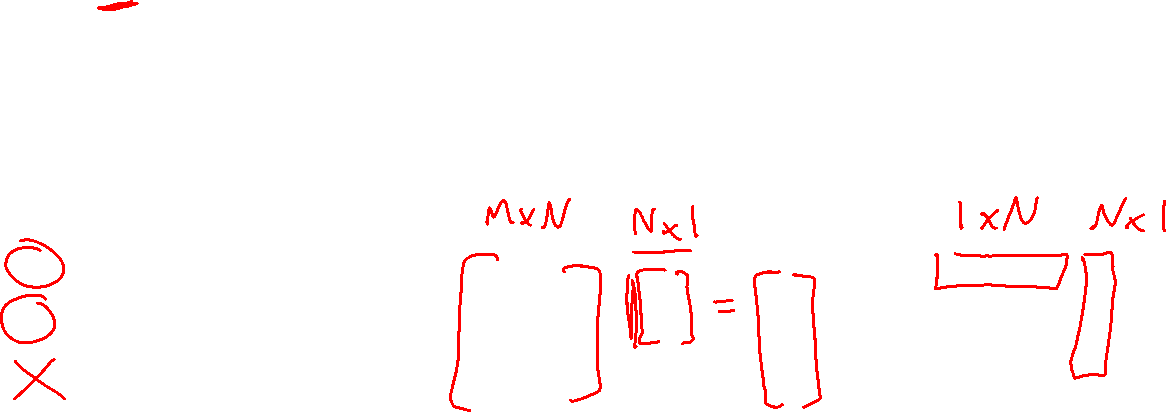 MxN Nx1 1xN Nx1
[ ] [ ] = [ ]
O
O
X